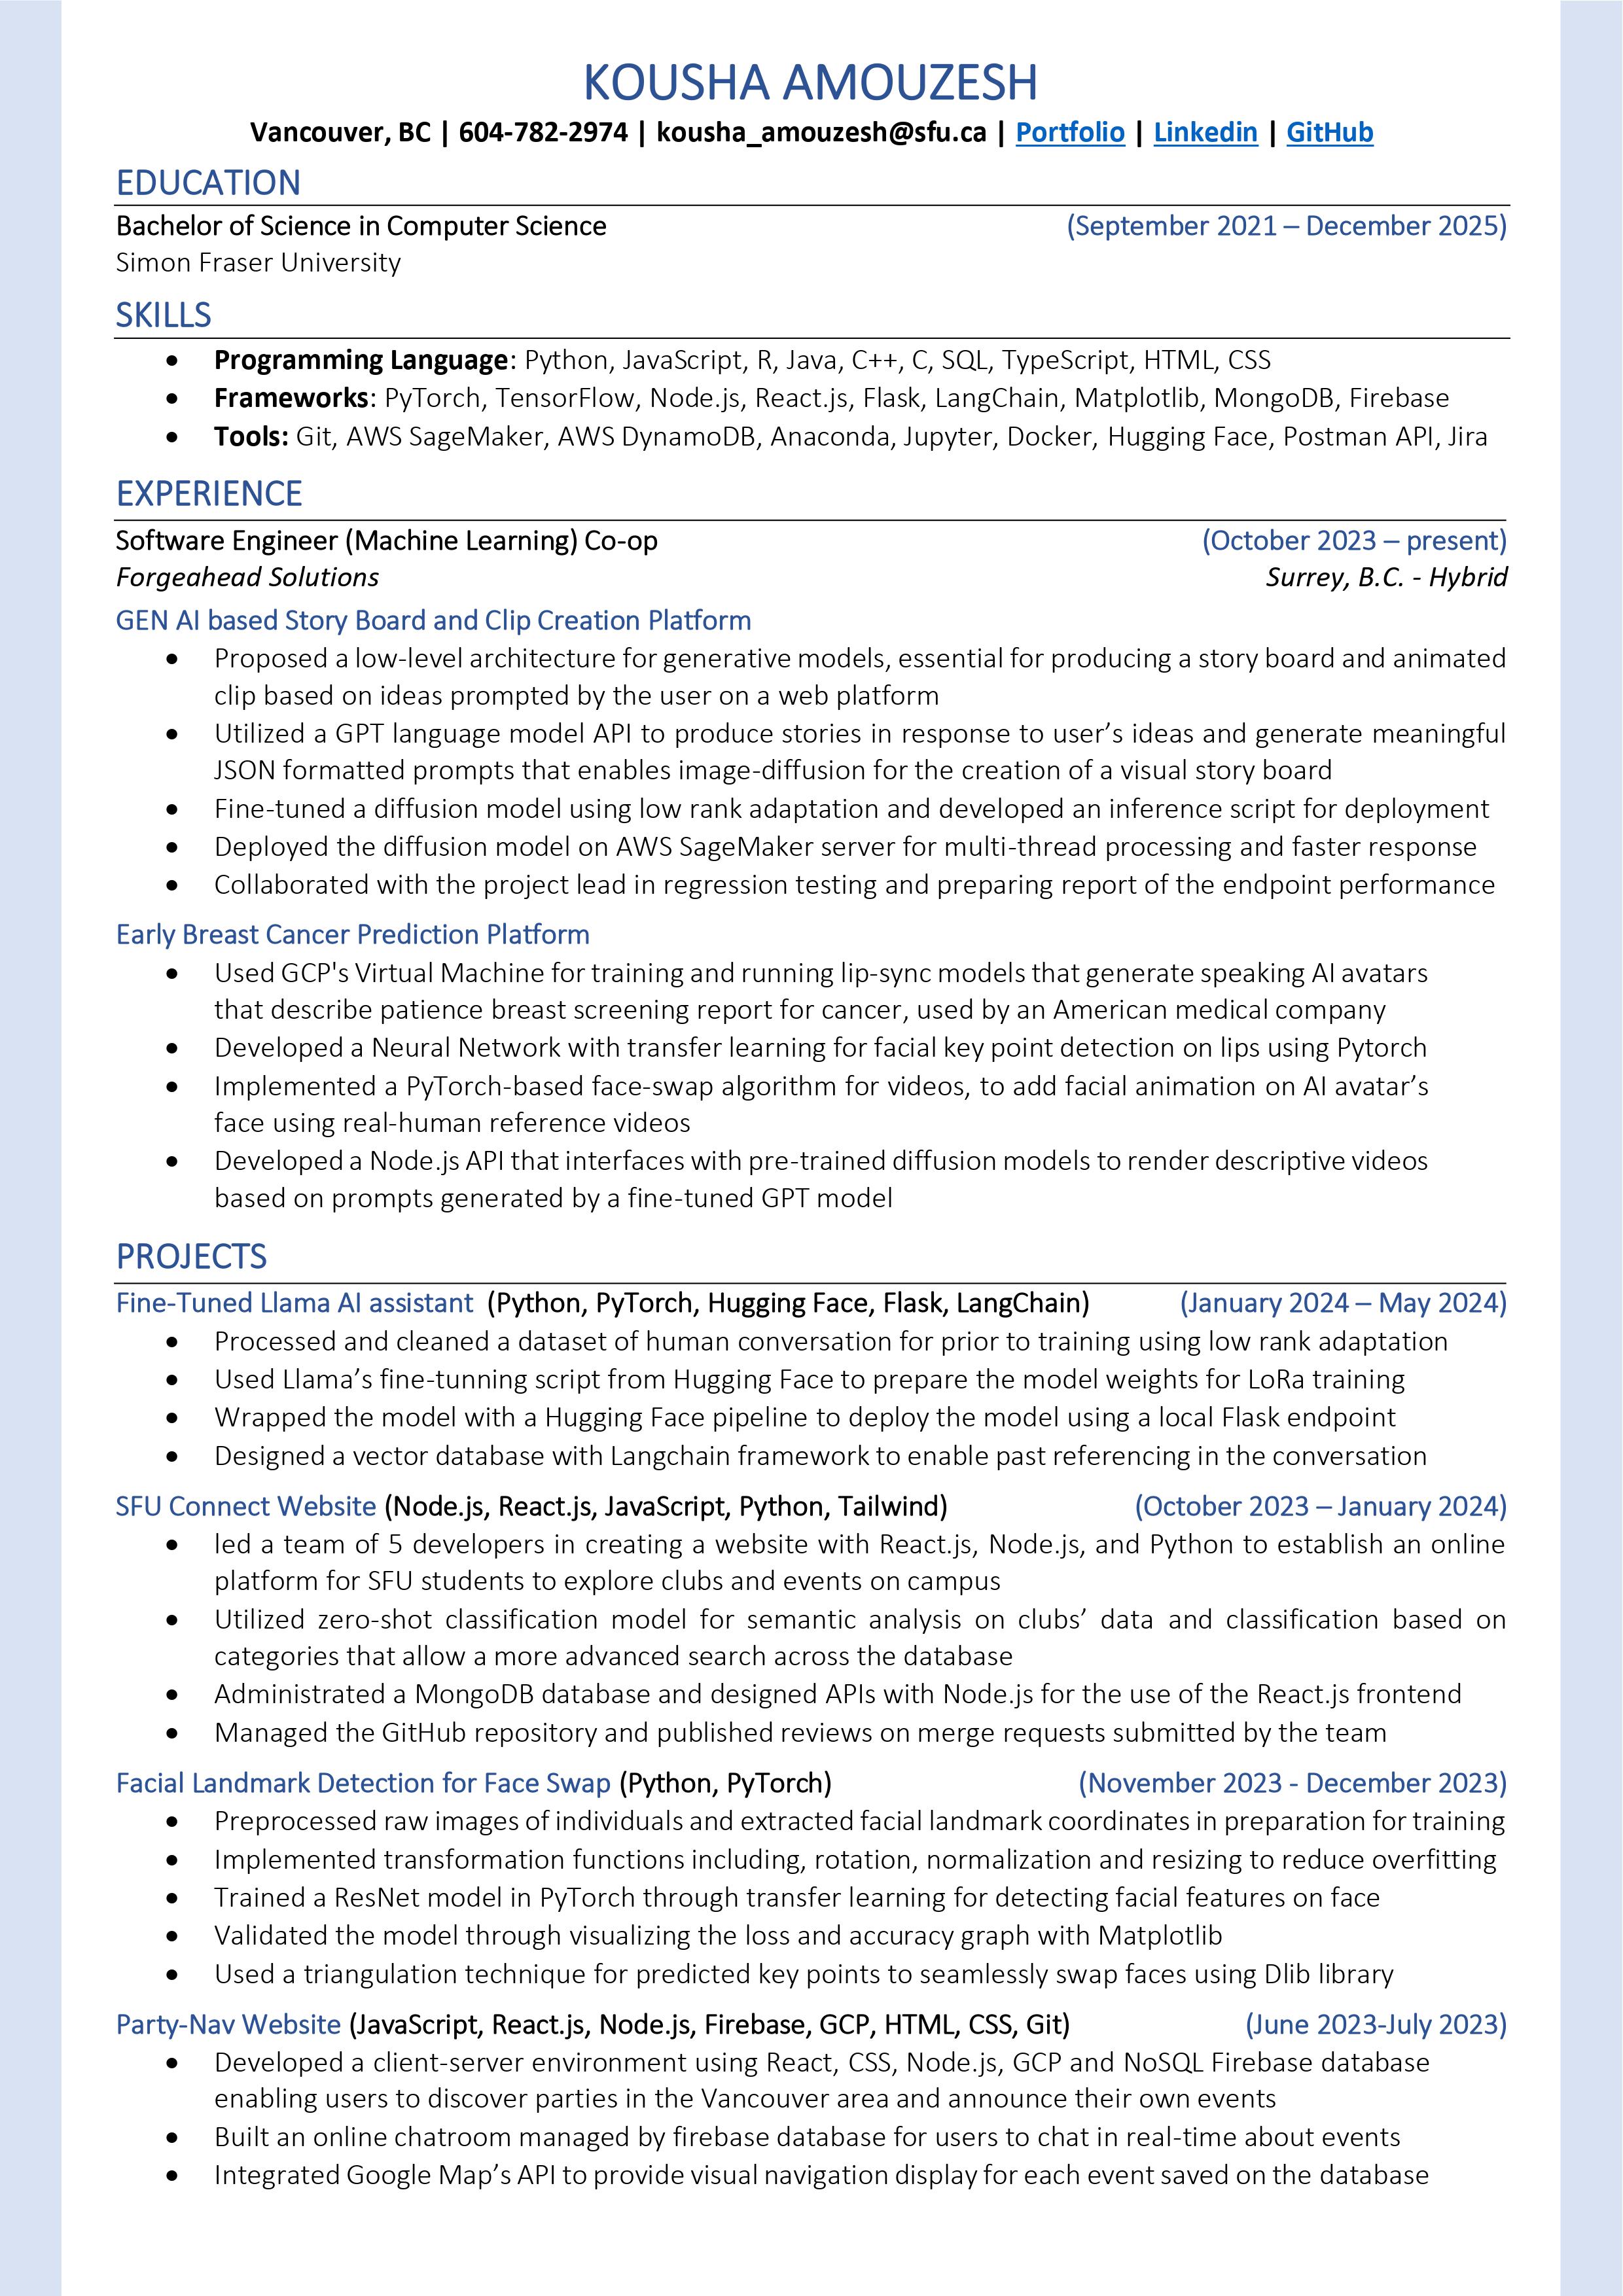 KOUSHA AMOUZESH
Vancouver, BC | 604-782-2974 | kousha_amouzesh@sfu.ca | Portfolio | Linkedin | GitHub
EDUCATION
Bachelor of Science in Computer Science (September 2021 – December 2025)
Simon Fraser University
SKILLS
• Programming Language: Python, JavaScript, R, Java, C++, C, SQL, TypeScript, HTML, CSS
• Frameworks: PyTorch, TensorFlow, Node.js, React.js, Flask, LangChain, Matplotlib, MongoDB, Firebase
• Tools: Git, AWS SageMaker, AWS DynamoDB, Anaconda, Jupyter, Docker, Hugging Face, Postman API, Jira
EXPERIENCE
Software Engineer (Machine Learning) Co-op (October 2023 – present)
Forgeahead Solutions Surrey, B.C. - Hybrid
GEN AI based Story Board and Clip Creation Platform
• Proposed a low-level architecture for generative models, essential for producing a story board and animated
clip based on ideas prompted by the user on a web platform
• Utilized a GPT language model API to produce stories in response to user’s ideas and generate meaningful
JSON formatted prompts that enables image-diffusion for the creation of a visual story board
• Fine-tuned a diffusion model using low rank adaptation and developed an inference script for deployment
• Deployed the diffusion model on AWS SageMaker server for multi-thread processing and faster response
• Collaborated with the project lead in regression testing and preparing report of the endpoint performance
Early Breast Cancer Prediction Platform
• Used GCP's Virtual Machine for training and running lip-sync models that generate speaking AI avatars
that describe patience breast screening report for cancer, used by an American medical company
• Developed a Neural Network with transfer learning for facial key point detection on lips using Pytorch
• Implemented a PyTorch-based face-swap algorithm for videos, to add facial animation on AI avatar’s
face using real-human reference videos
• Developed a Node.js API that interfaces with pre-trained diffusion models to render descriptive videos
based on prompts generated by a fine-tuned GPT model
PROJECTS
Fine-Tuned Llama AI assistant (Python, PyTorch, Hugging Face, Flask, LangChain) (January 2024 – May 2024)
• Processed and cleaned a dataset of human conversation for prior to training using low rank adaptation
• Used Llama’s fine-tunning script from Hugging Face to prepare the model weights for LoRa training
• Wrapped the model with a Hugging Face pipeline to deploy the model using a local Flask endpoint
• Designed a vector database with Langchain framework to enable past referencing in the conversation
SFU Connect Website (Node.js, React.js, JavaScript, Python, Tailwind) (October 2023 – January 2024)
• led a team of 5 developers in creating a website with React.js, Node.js, and Python to establish an online
platform for SFU students to explore clubs and events on campus
• Utilized zero-shot classification model for semantic analysis on clubs’ data and classification based on
categories that allow a more advanced search across the database
• Administrated a MongoDB database and designed APIs with Node.js for the use of the React.js frontend
• Managed the GitHub repository and published reviews on merge requests submitted by the team
Facial Landmark Detection for Face Swap (Python, PyTorch) (November 2023 - December 2023)
• Preprocessed raw images of individuals and extracted facial landmark coordinates in preparation for training
• Implemented transformation functions including, rotation, normalization and resizing to reduce overfitting
• Trained a ResNet model in PyTorch through transfer learning for detecting facial features on face
• Validated the model through visualizing the loss and accuracy graph with Matplotlib
• Used a triangulation technique for predicted key points to seamlessly swap faces using Dlib library
Party-Nav Website (JavaScript, React.js, Node.js, Firebase, GCP, HTML, CSS, Git) (June 2023-July 2023)
• Developed a client-server environment using React, CSS, Node.js, GCP and NoSQL Firebase database
enabling users to discover parties in the Vancouver area and announce their own events
• Built an online chatroom managed by firebase database for users to chat in real-time about events
• Integrated Google Map’s API to provide visual navigation display for each event saved on the database